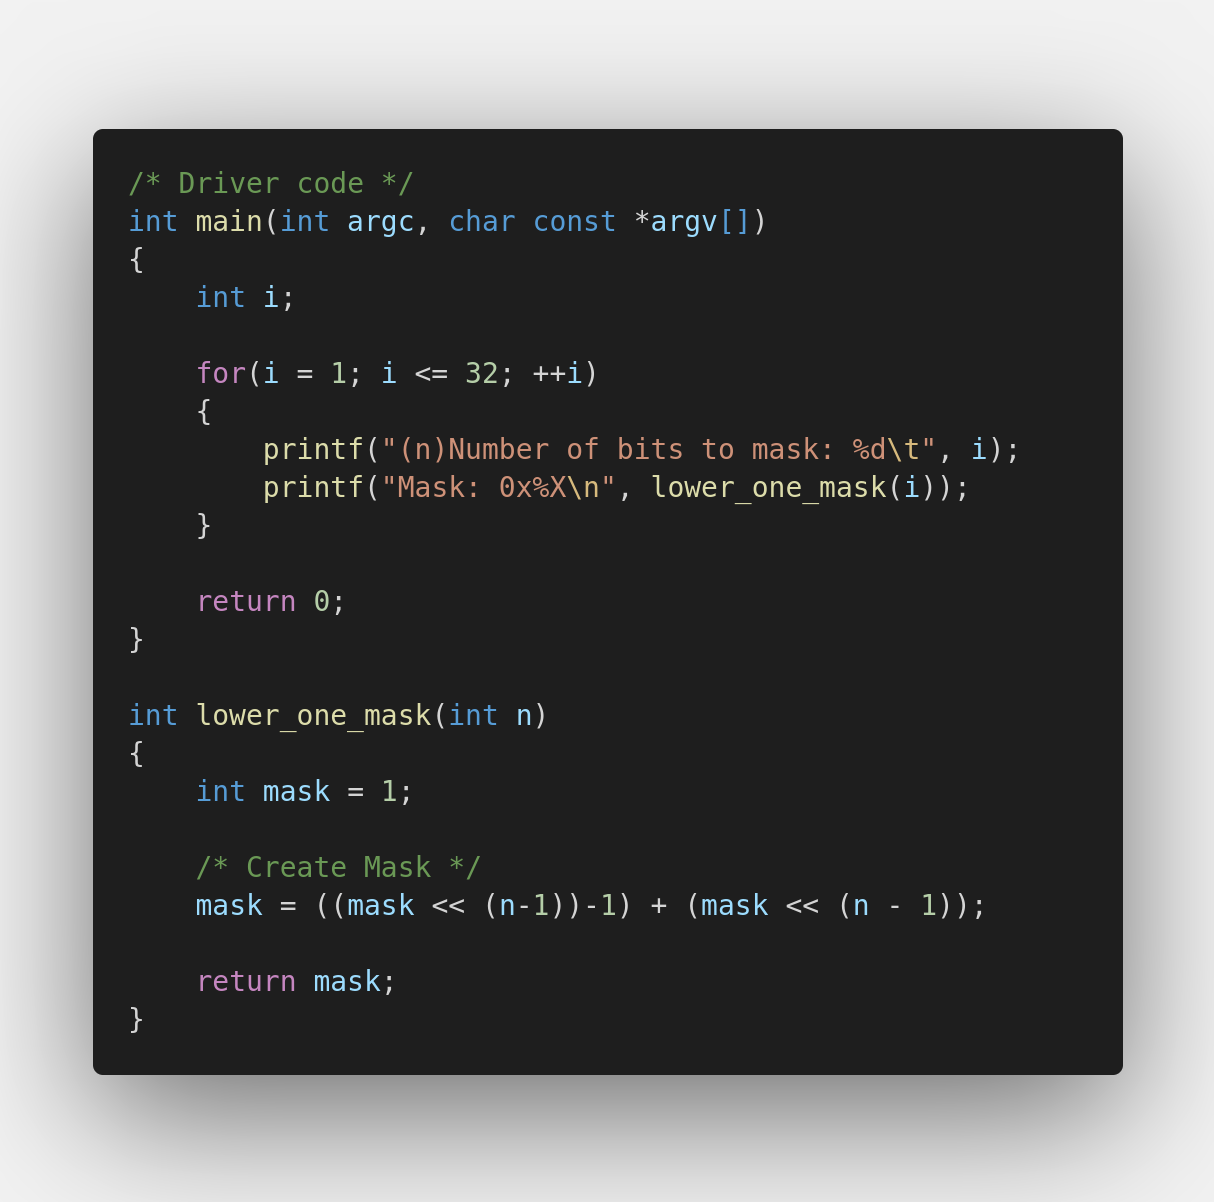 /* Driver code */
int main(int argc, char const *argv[])
{
    int i;

    for(i = 1; i <= 32; ++i)
    {
        printf("(n)Number of bits to mask: %d\t", i);
        printf("Mask: 0x%X\n", lower_one_mask(i));
    }

    return 0;
}

int lower_one_mask(int n)
{
    int mask = 1;

    /* Create Mask */
    mask = ((mask << (n-1))-1) + (mask << (n - 1));

    return mask;
}